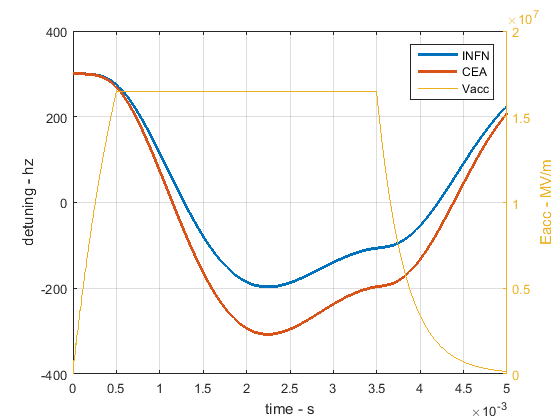 ×10^7
400
200
0
-200
-400
detuning - hz
INFN
CEA
Vacc
2
1.5
1
0.5
0
Eacc - MV/m
0 0.5 1 1.5 2 2.5 3 3.5 4 4.5 5
time - s
×10^-3